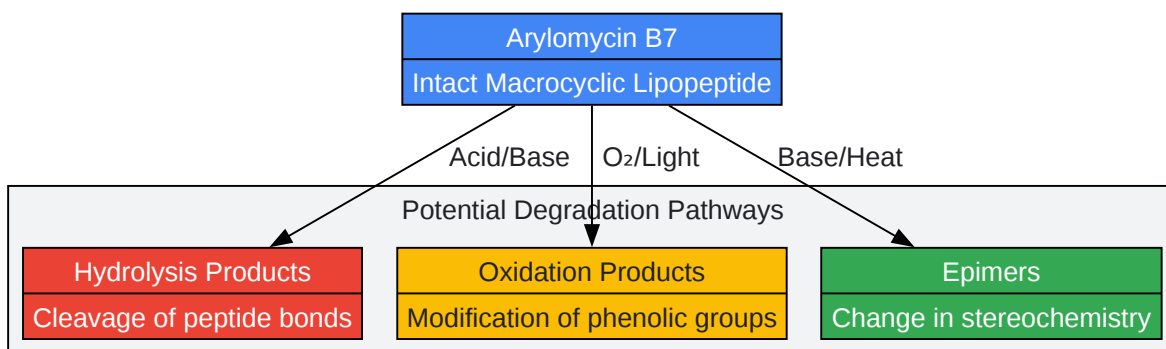 Arylomycin B7
Intact Macrocyclic Lipopeptide
Acid/Base
O₂/Light
Base/Heat
Potential Degradation Pathways
Hydrolysis Products
Cleavage of peptide bonds
Oxidation Products
Modification of phenolic groups
Epimers
Change in stereochemistry